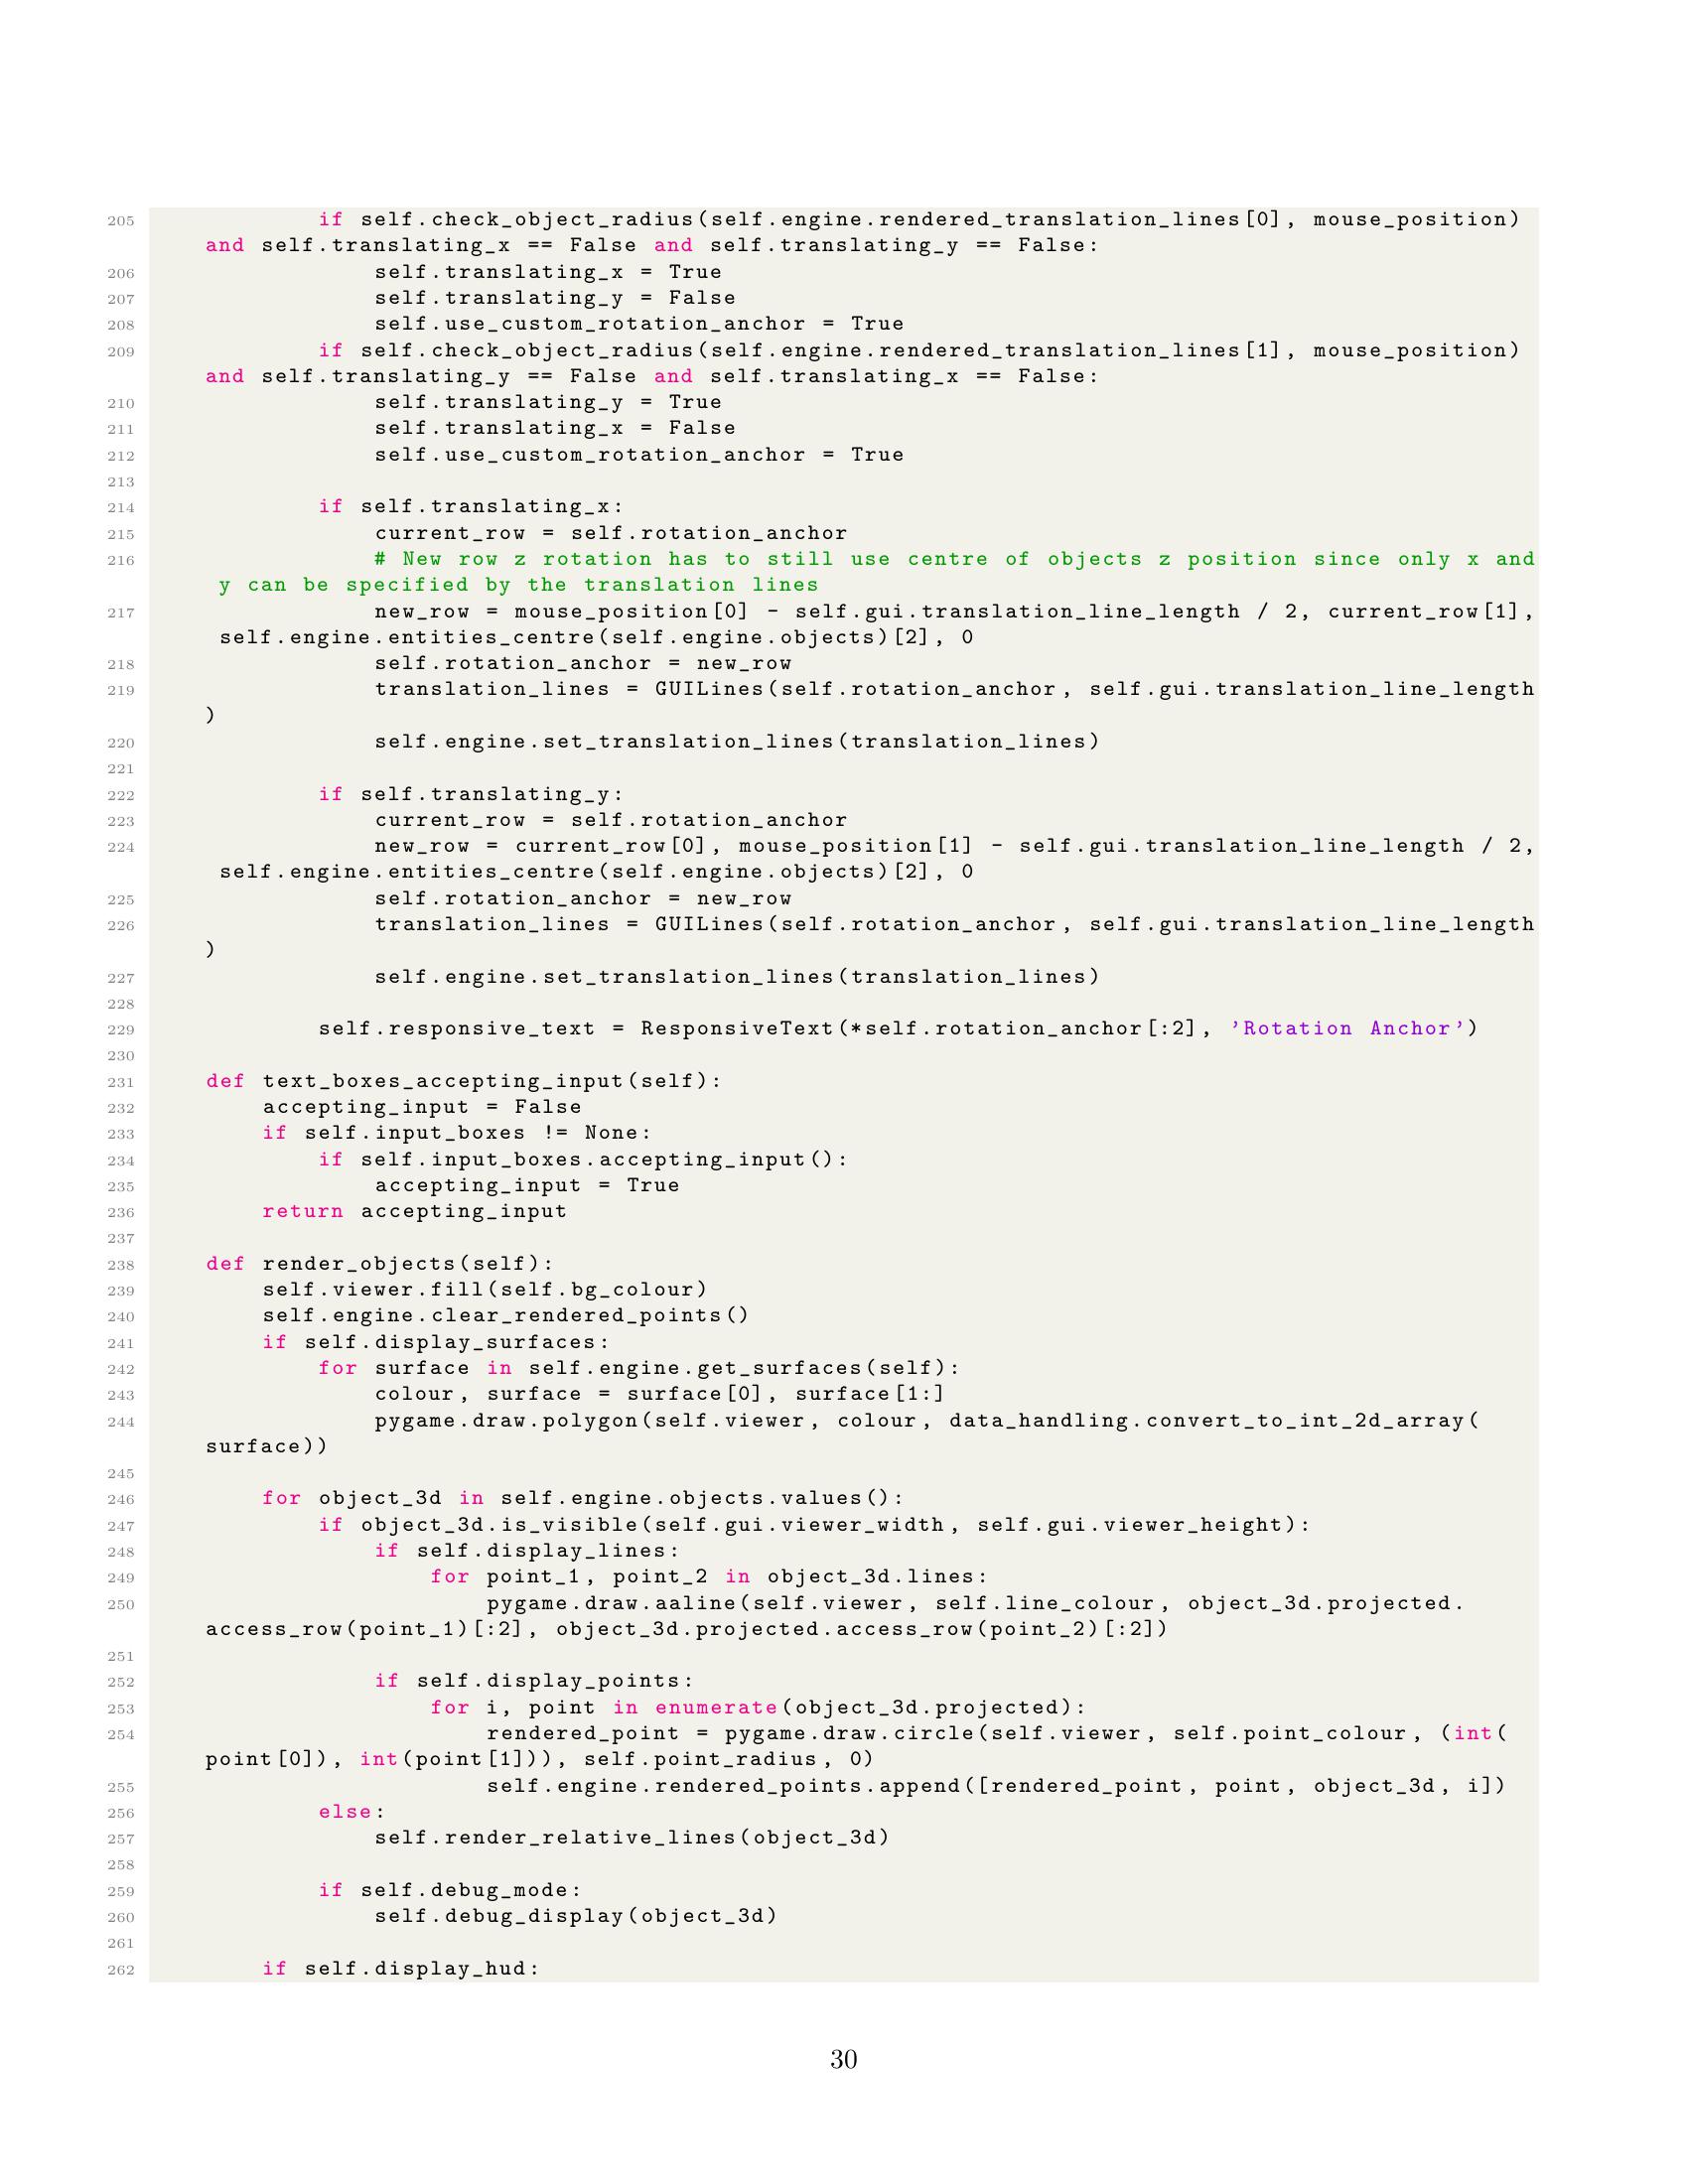 205 if self.check_object_radius(self.engine.rendered_translation_lines[0], mouse_position)
and self.translating_x == False and self.translating_y == False:
206 self.translating_x = True
207 self.translating_y = False
208 self.use_custom_rotation_anchor = True
209 if self.check_object_radius(self.engine.rendered_translation_lines[1], mouse_position)
and self.translating_y == False and self.translating_x == False:
210 self.translating_y = True
211 self.translating_x = False
212 self.use_custom_rotation_anchor = True
213
214 if self.translating_x:
215 current_row = self.rotation_anchor
216 # New row z rotation has to still use centre of objects z position since only x and
y can be specified by the translation lines
217 new_row = mouse_position[0] - self.gui.translation_line_length / 2, current_row[1],
self.engine.entities_centre(self.engine.objects)[2], 0
218 self.rotation_anchor = new_row
219 translation_lines = GUILines(self.rotation_anchor, self.gui.translation_line_length
)
220 self.engine.set_translation_lines(translation_lines)
221
222 if self.translating_y:
223 current_row = self.rotation_anchor
224 new_row = current_row[0], mouse_position[1] - self.gui.translation_line_length / 2,
self.engine.entities_centre(self.engine.objects)[2], 0
225 self.rotation_anchor = new_row
226 translation_lines = GUILines(self.rotation_anchor, self.gui.translation_line_length
)
227 self.engine.set_translation_lines(translation_lines)
228
229 self.responsive_text = ResponsiveText(*self.rotation_anchor[:2], 'Rotation Anchor')
230
231 def text_boxes_accepting_input(self):
232 accepting_input = False
233 if self.input_boxes != None:
234 if self.input_boxes.accepting_input():
235 accepting_input = True
236 return accepting_input
237
238 def render_objects(self):
239 self.viewer.fill(self.bg_colour)
240 self.engine.clear_rendered_points()
241 if self.display_surfaces:
242 for surface in self.engine.get_surfaces(self):
243 colour, surface = surface[0], surface[1:]
244 pygame.draw.polygon(self.viewer, colour, data_handling.convert_to_int_2d_array(
surface))
245
246 for object_3d in self.engine.objects.values():
247 if object_3d.is_visible(self.gui.viewer_width, self.gui.viewer_height):
248 if self.display_lines:
249 for point_1, point_2 in object_3d.lines:
250 pygame.draw.aaline(self.viewer, self.line_colour, object_3d.projected.
access_row(point_1)[:2], object_3d.projected.access_row(point_2)[:2])
251
252 if self.display_points:
253 for i, point in enumerate(object_3d.projected):
254 rendered_point = pygame.draw.circle(self.viewer, self.point_colour, (int(
point[0]), int(point[1])), self.point_radius, 0)
255 self.engine.rendered_points.append([rendered_point, point, object_3d, i])
256 else:
257 self.render_relative_lines(object_3d)
258
259 if self.debug_mode:
260 self.debug_display(object_3d)
261
262 if self.display_hud:
30